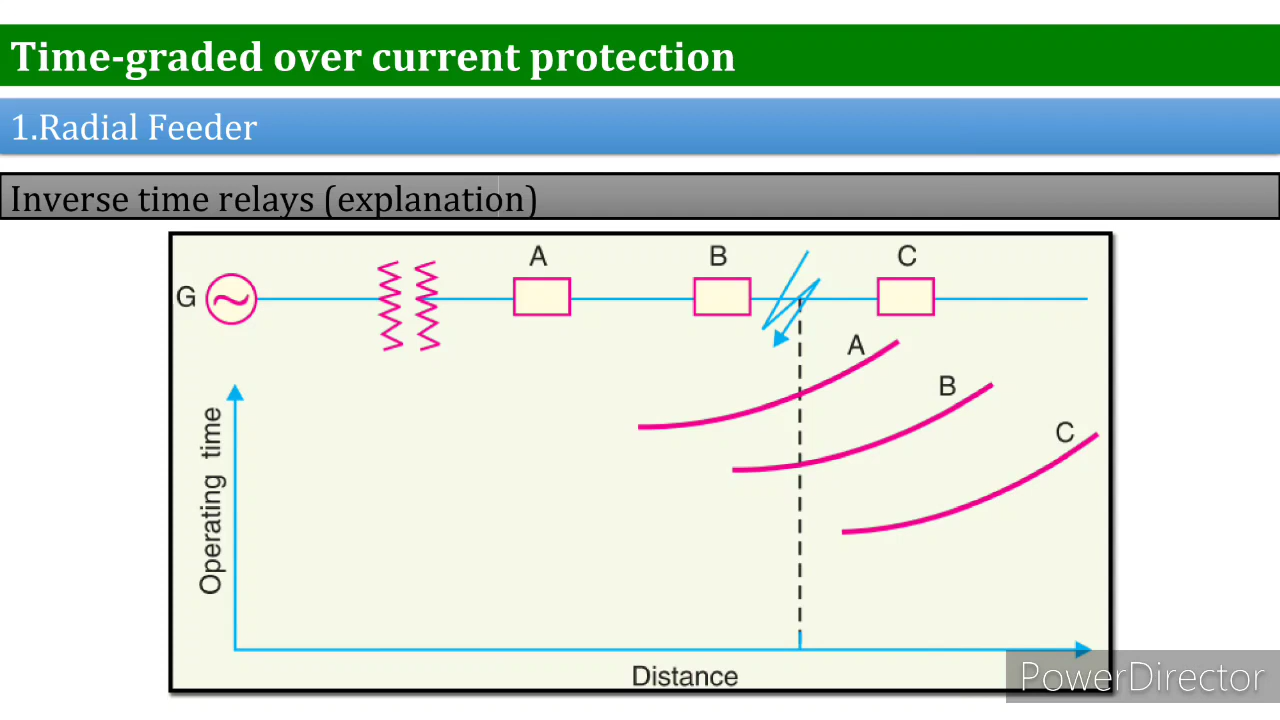 Time-graded over current protection
1.Radial Feeder
Inverse time relays (explanation)
A
B
C
G
A
B
C
Operating time
Distance
PowerDirector